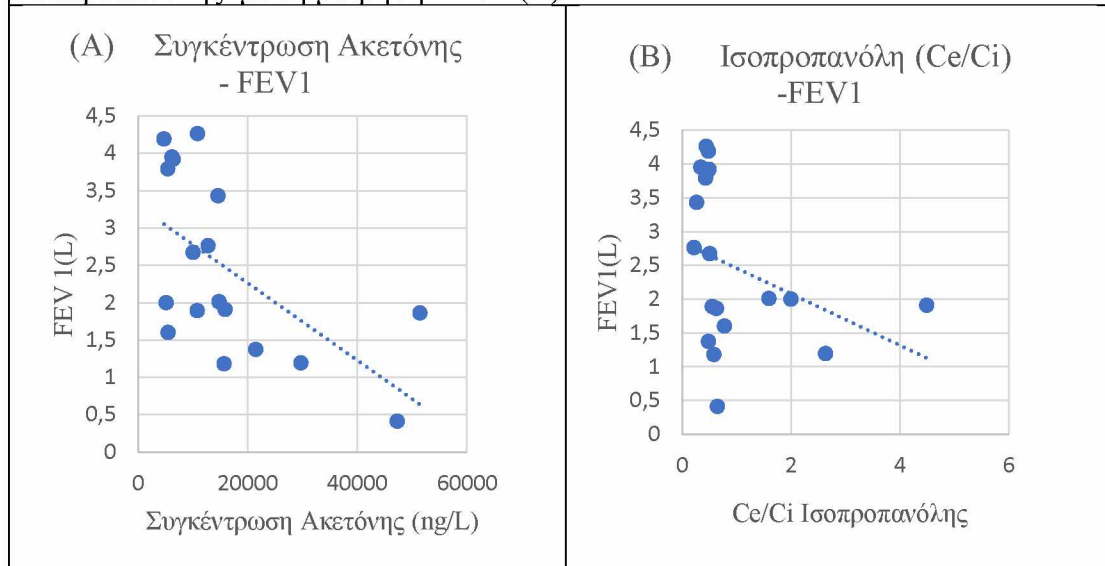 (A) Συγκέντρωση Ακετόνης
- FEV1
4,5
4
3,5
3
2,5
2
1,5
1
0,5
0
FEV 1(L)
0 20000 40000 60000
Συγκέντρωση Ακετόνης (ng/L)
(B) Ισοπροπανόλη (Ce/Ci)
-FEV1
4,5
4
3,5
3
2,5
2
1,5
1
0,5
0
FEV1(L)
0 2 4 6
Ce/Ci Ισοπροπανόλης